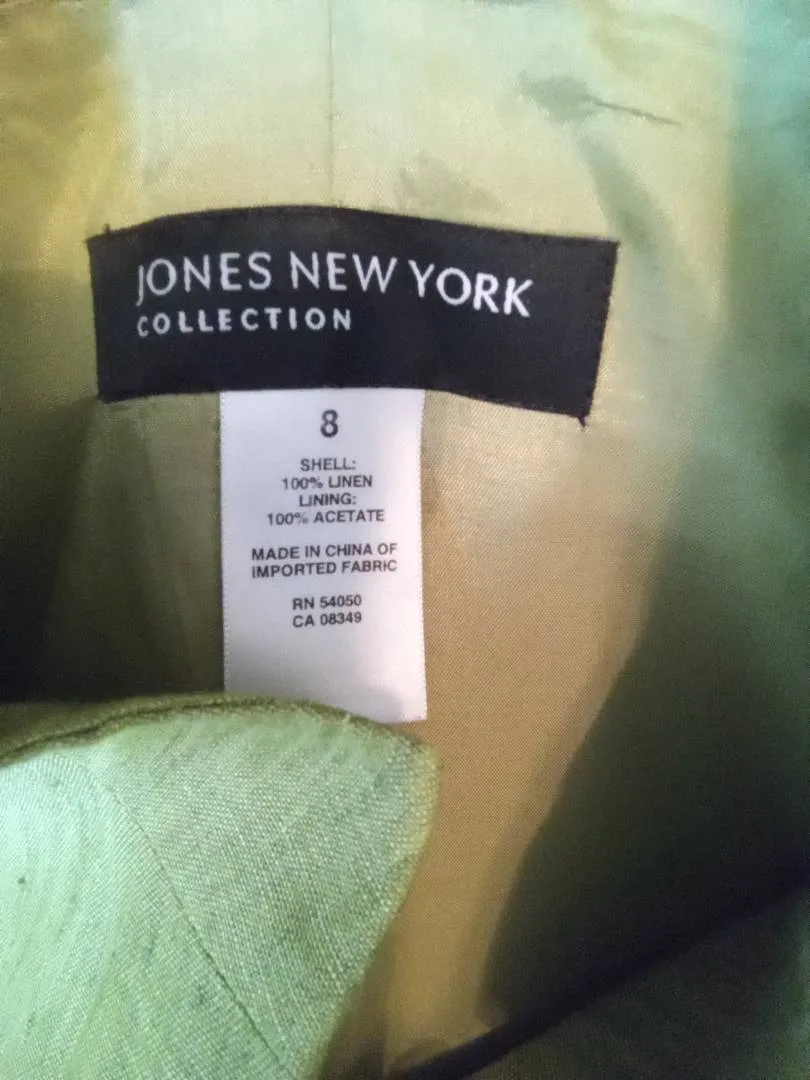 JONES NEW YORK
COLLECTION
8
SHELL:
100% LINEN
LINING:
100% ACETATE
MADE IN CHINA OF
IMPORTED FABRIC
RN 54050
CA 08349